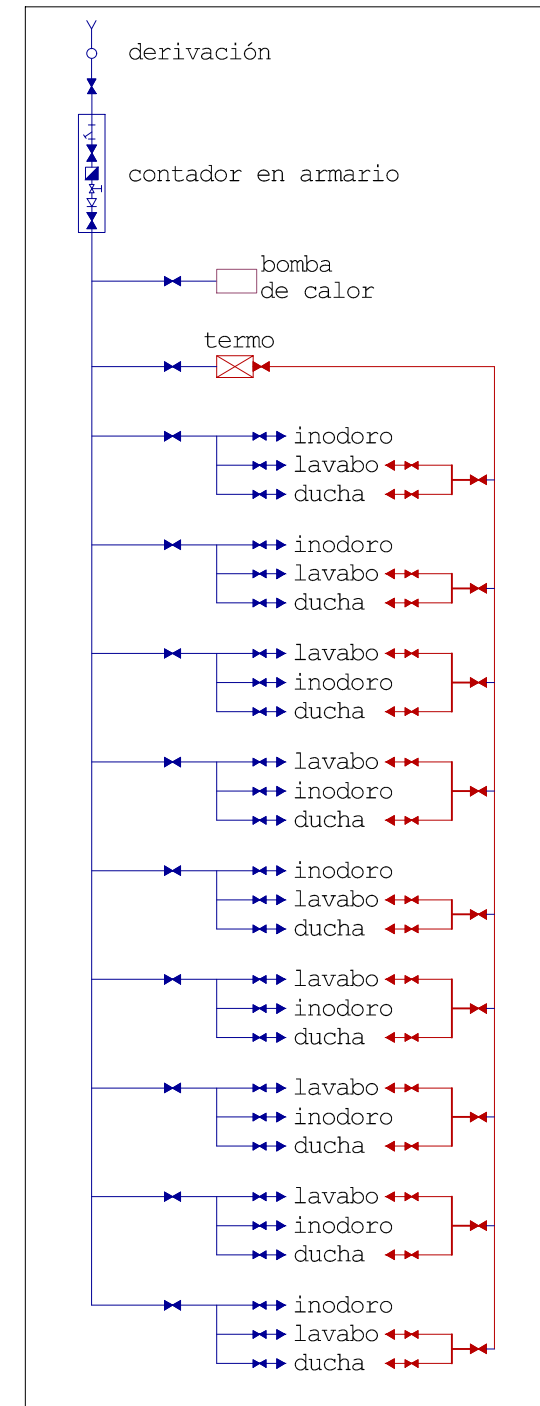 derivación
contador en armario
bomba
de calor
termo
inodoro
lavabo
ducha
inodoro
lavabo
ducha
lavabo
inodoro
ducha
lavabo
inodoro
ducha
inodoro
lavabo
ducha
lavabo
inodoro
ducha
lavabo
inodoro
ducha
lavabo
inodoro
ducha
inodoro
lavabo
ducha